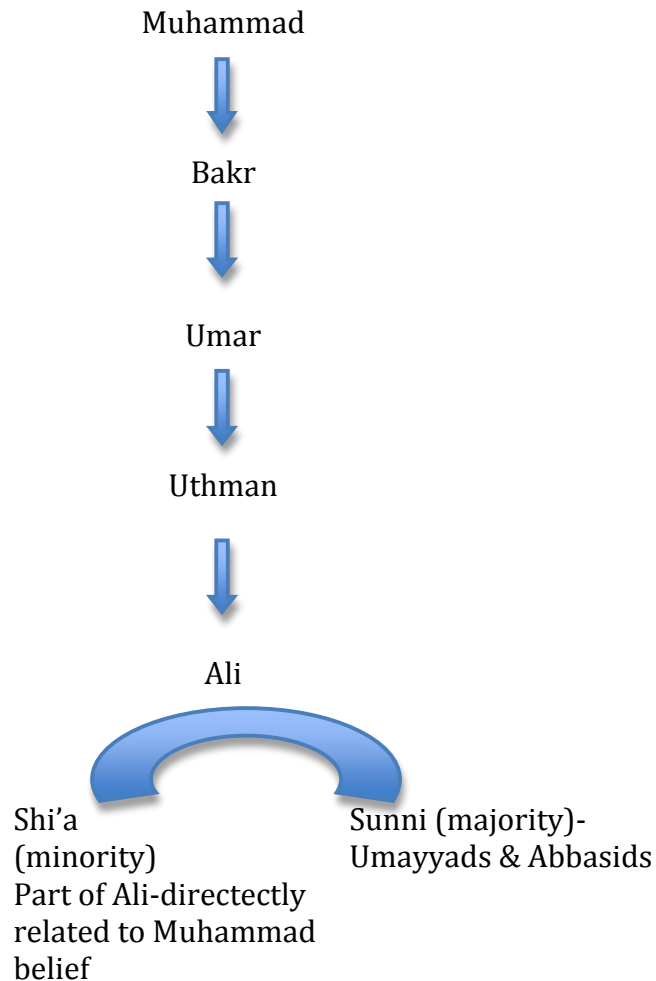 Muhammad
Bakr
Umar
Uthman
Ali
Shi’a
(minority)
Part of Ali-directectly
related to Muhammad
belief
Sunni (majority)-
Umayyads & Abbasids